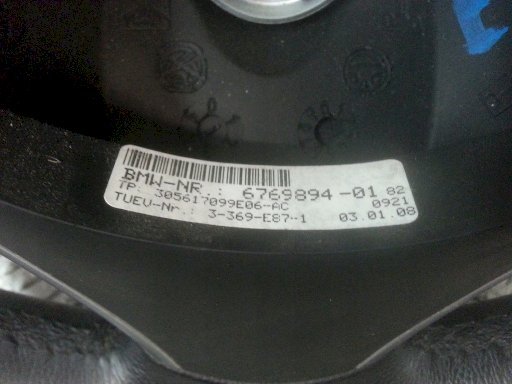 BMW-NR.: 6769894-01 82
TP: 305617099E06-AC 0921
TUEV-Nr.: 3-369-E87-1 03.01.08